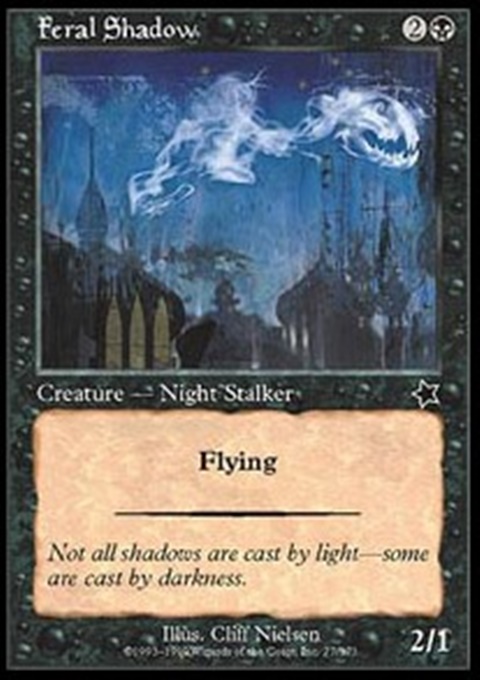 Feral Shadow 2
Creature — Night Stalker
Flying
Not all shadows are cast by light—some
are cast by darkness.
Illus. Cliff Nielsen
2/1